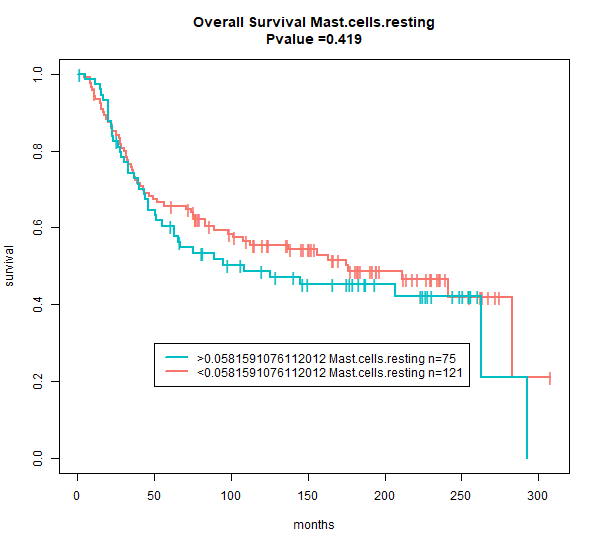 Overall Survival Mast.cells.resting
Pvalue =0.419
survival
1.0
0.8
0.6
0.4
0.2
0.0
>0.0581591076112012 Mast.cells.resting n=75
<0.0581591076112012 Mast.cells.resting n=121
0 50 100 150 200 250 300
months